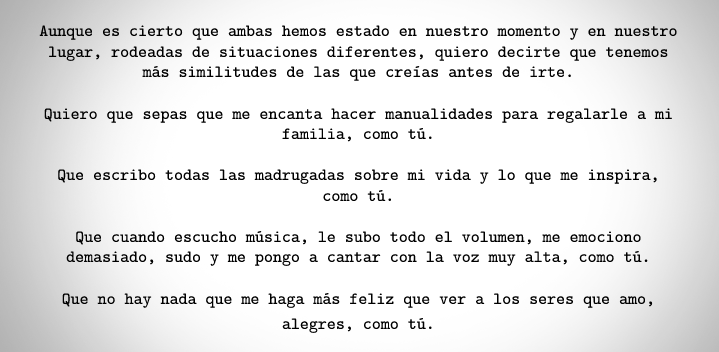 Aunque es cierto que ambas hemos estado en nuestro momento y en nuestro
lugar, rodeadas de situaciones diferentes, quiero decirte que tenemos
más similitudes de las que creías antes de irte.
Quiero que sepas que me encanta hacer manualidades para regalarle a mi
familia, como tú.
Que escribo todas las madrugadas sobre mi vida y lo que me inspira,
como tú.
Que cuando escucho música, le subo todo el volumen, me emociono
demasiado, sudo y me pongo a cantar con la voz muy alta, como tú.
Que no hay nada que me haga más feliz que ver a los seres que amo,
alegres, como tú.